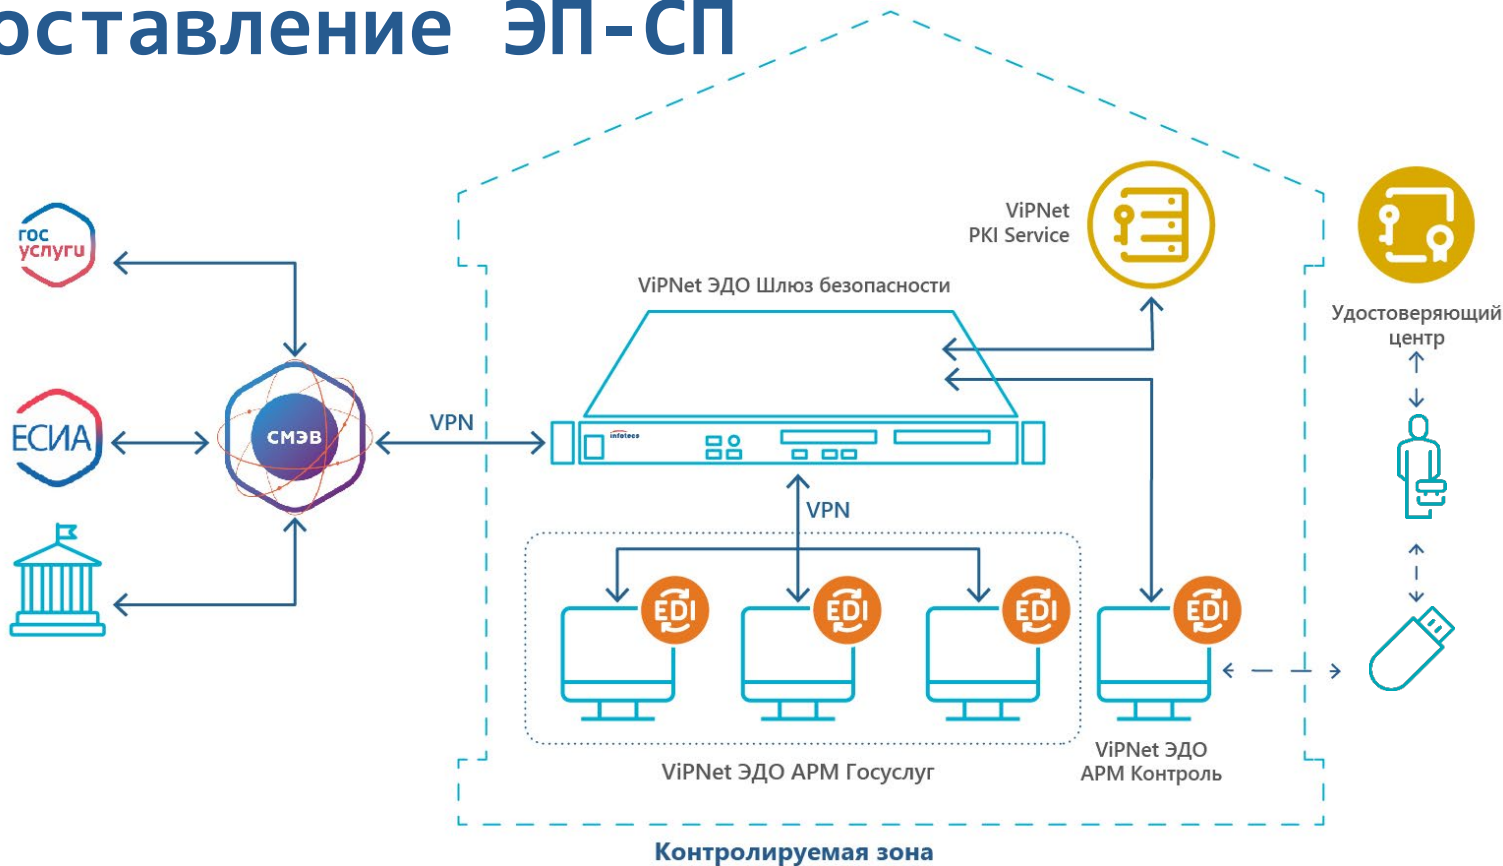 оставление ЭП-СП
гос
услуги
ViPNet
PKI Service
ViPNet ЭДО Шлюз безопасности
Удостоверяющий
центр
ЕСИА
СМЭВ
VPN
infotecs
VPN
EDI
EDI
EDI
EDI
ViPNet ЭДО АРМ Госуслуг
ViPNet ЭДО
АРМ Контроль
Контролируемая зона